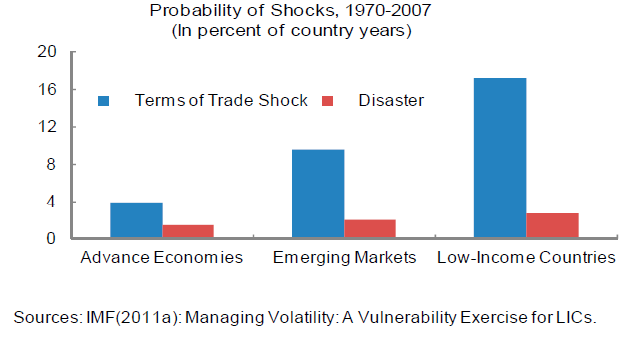 Probability of Shocks, 1970-2007
(In percent of country years)
20
16
12
8
4
0
Terms of Trade Shock
Disaster
Advance Economies
Emerging Markets
Low-Income Countries
Sources: IMF(2011a): Managing Volatility: A Vulnerability Exercise for LICs.